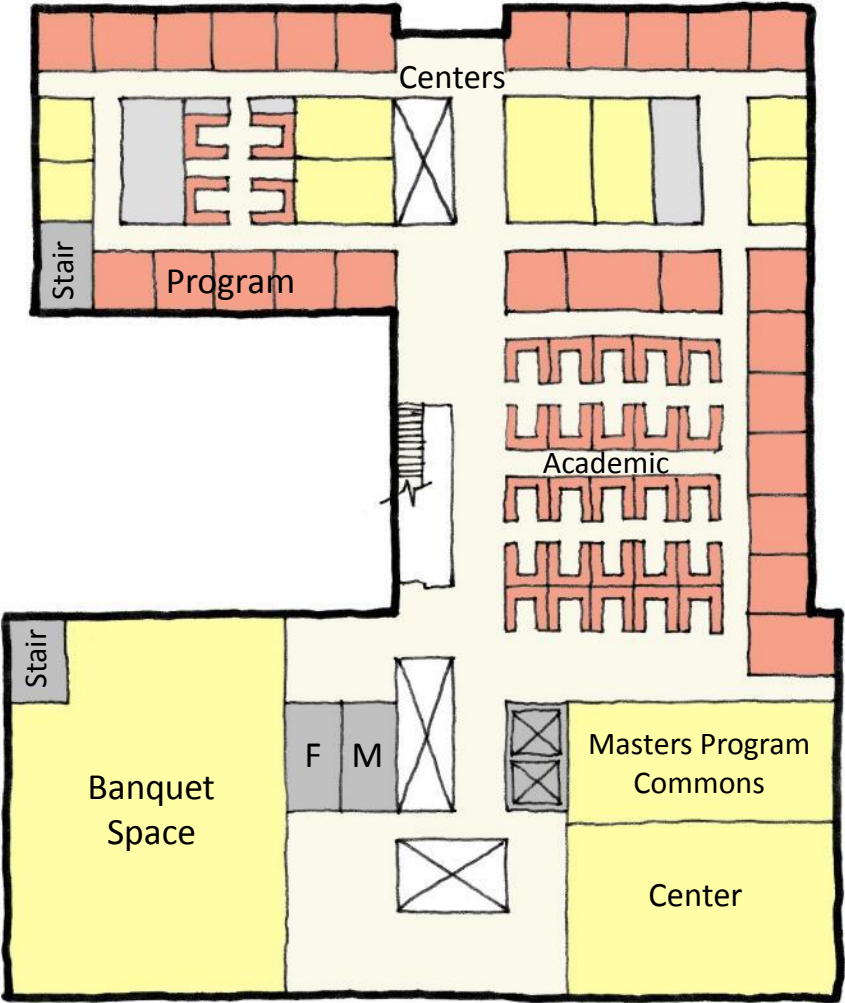 Centers
Stair
Program
Academic
Stair
F
M
Masters Program
Commons
Banquet
Space
Center